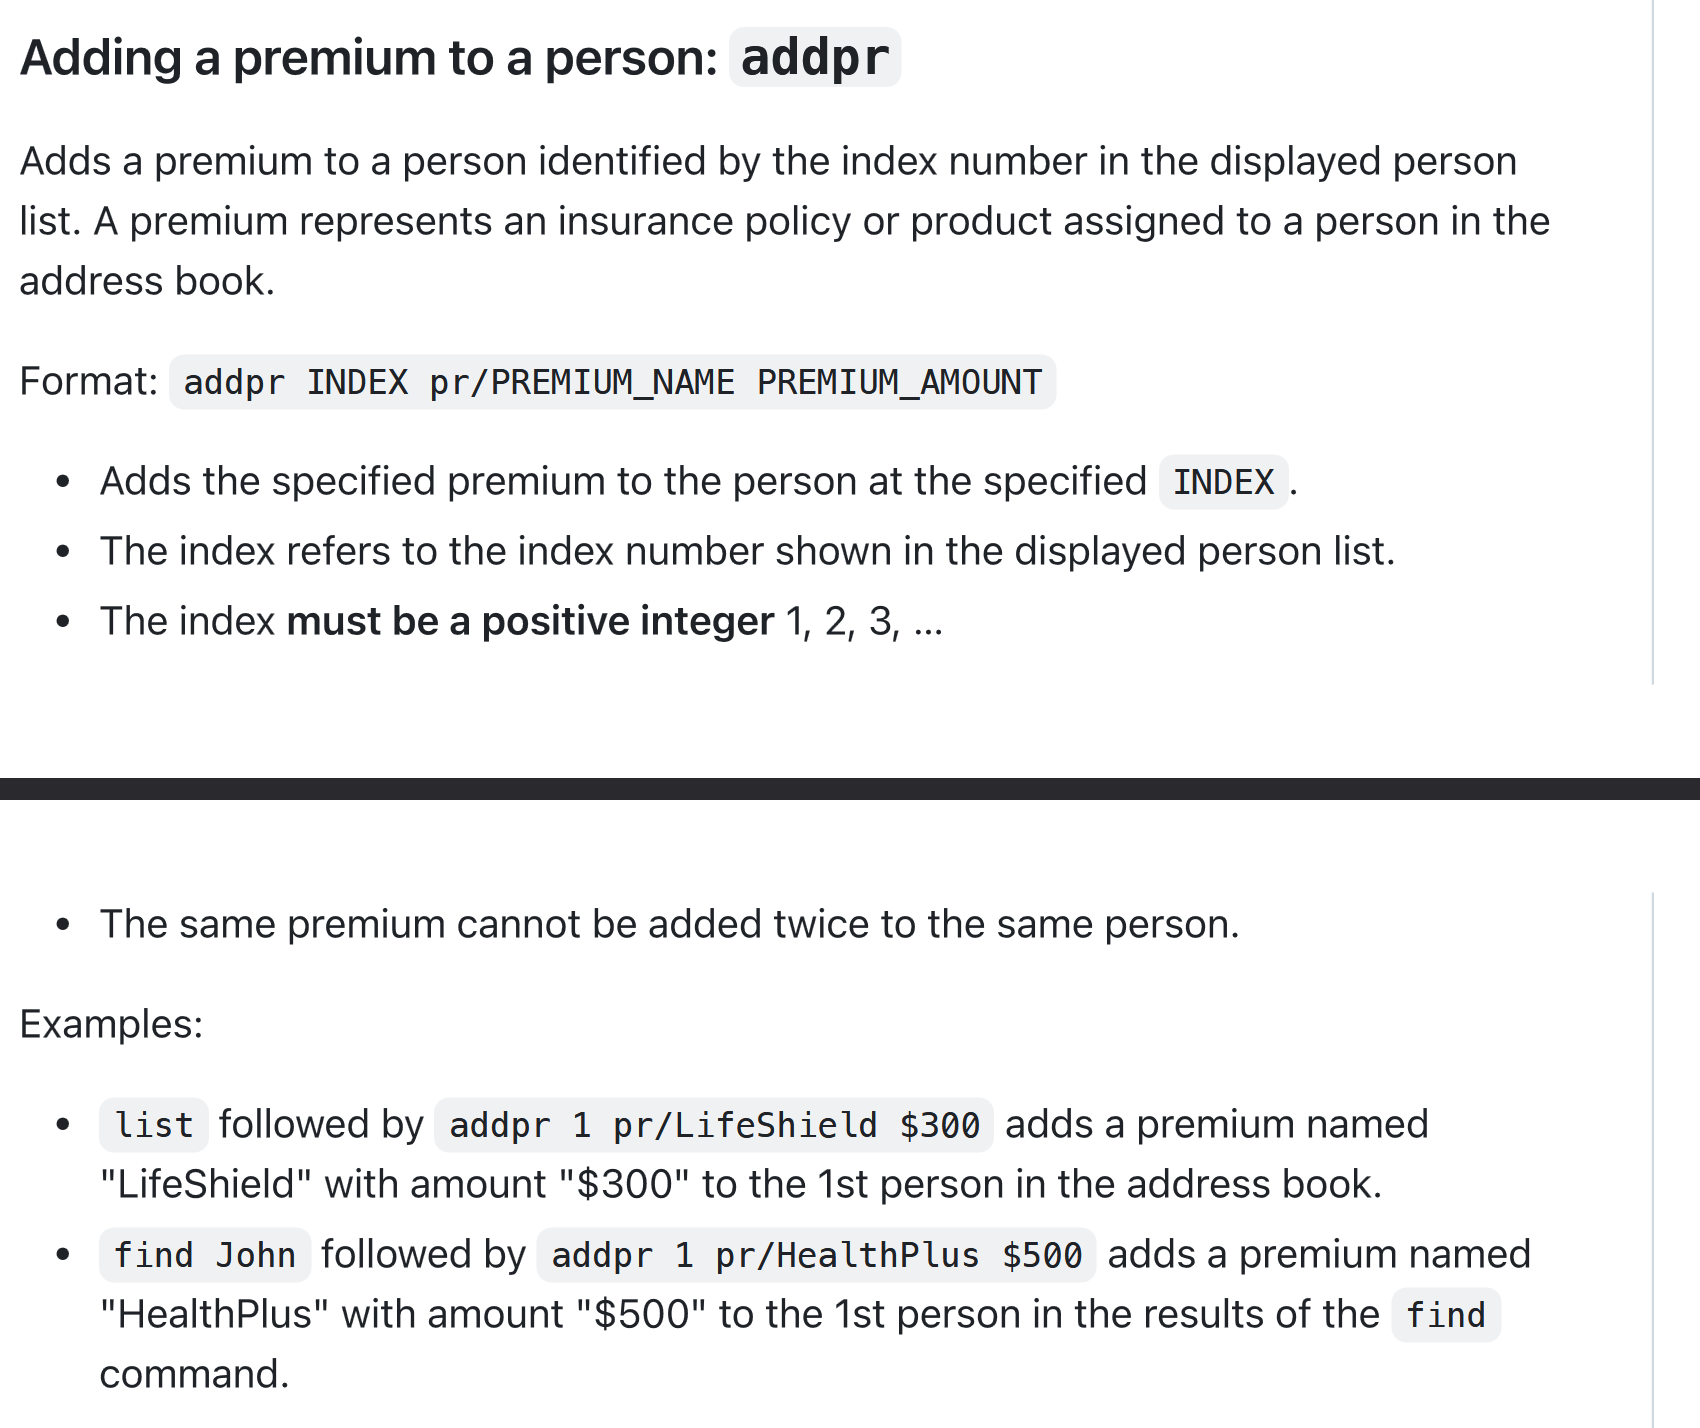 Adding a premium to a person: addpr
Adds a premium to a person identified by the index number in the displayed person
list. A premium represents an insurance policy or product assigned to a person in the
address book.
Format: addpr INDEX pr/PREMIUM_NAME PREMIUM_AMOUNT
• Adds the specified premium to the person at the specified INDEX.
• The index refers to the index number shown in the displayed person list.
• The index must be a positive integer 1, 2, 3, …
• The same premium cannot be added twice to the same person.
Examples:
• list followed by addpr 1 pr/LifeShield $300 adds a premium named
"LifeShield" with amount "$300" to the 1st person in the address book.
• find John followed by addpr 1 pr/HealthPlus $500 adds a premium named
"HealthPlus" with amount "$500" to the 1st person in the results of the find
command.